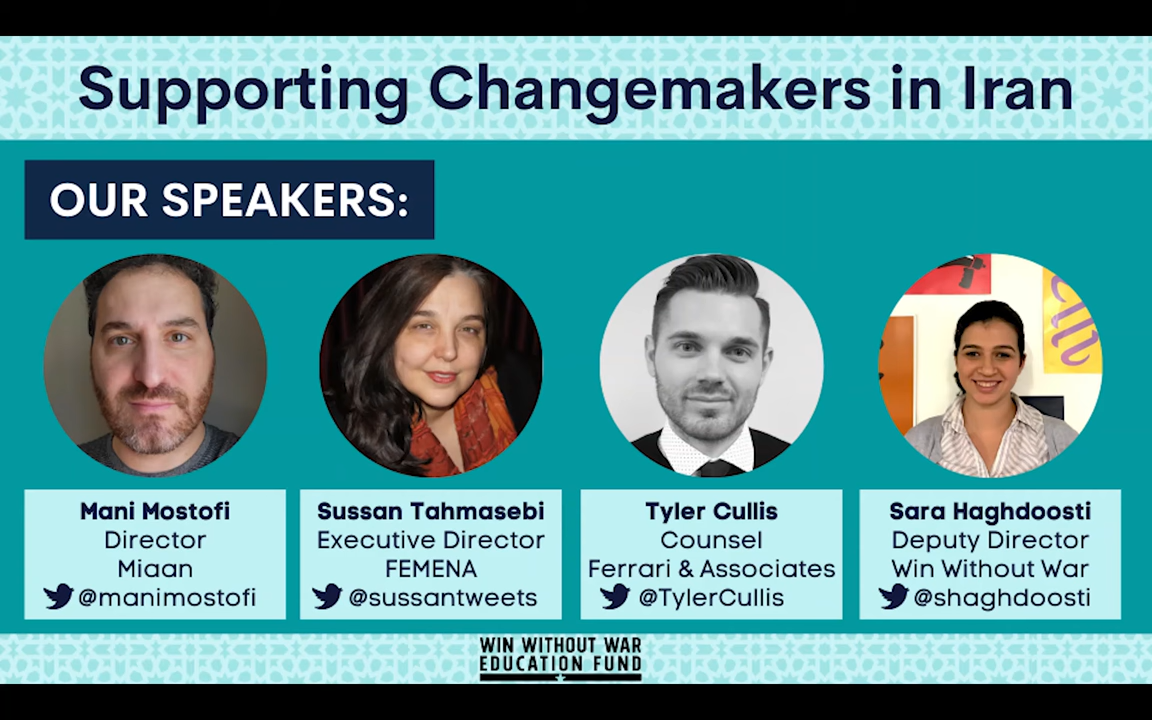 Supporting Changemakers in Iran
OUR SPEAKERS:
Mani Mostofi
Director
Miaan
@manimostofi
Sussan Tahmasebi
Executive Director
FEMENA
@sussantweets
Tyler Cullis
Counsel
Ferrari & Associates
@TylerCullis
Sara Haghdoosti
Deputy Director
Win Without War
@shaghdoosti
WIN WITHOUT WAR
EDUCATION FUND